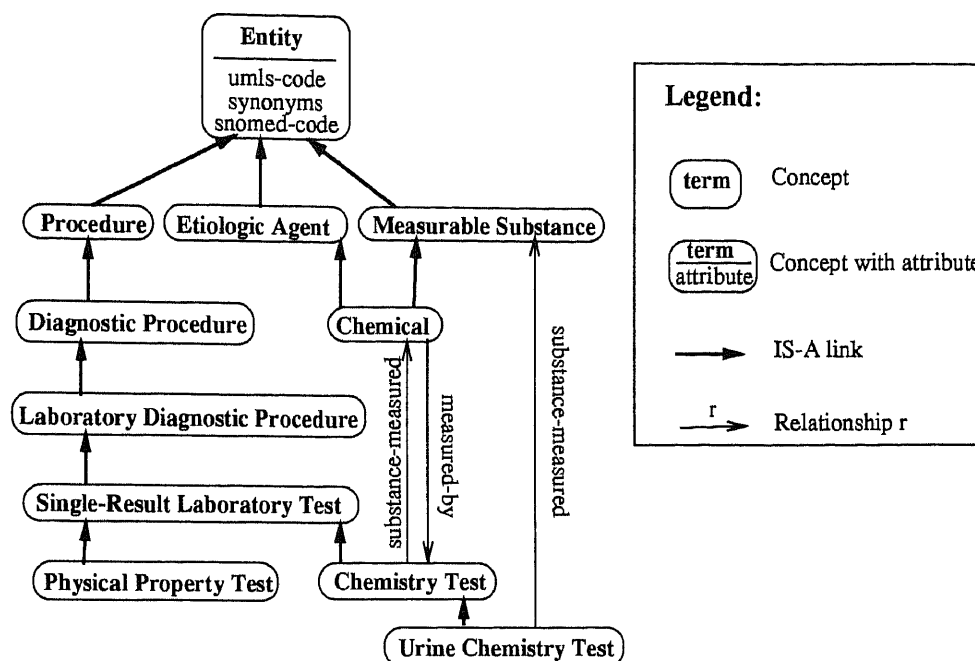 Entity
umls-code
synonyms
snomed-code
Procedure
Etiologic Agent
Measurable Substance
Diagnostic Procedure
Chemical
Laboratory Diagnostic Procedure
substance-measured
measured-by
substance-measured
Single-Result Laboratory Test
Physical Property Test
Chemistry Test
Urine Chemistry Test
Legend:
term
Concept
term
attribute
Concept with attribute
IS-A link
r
Relationship r